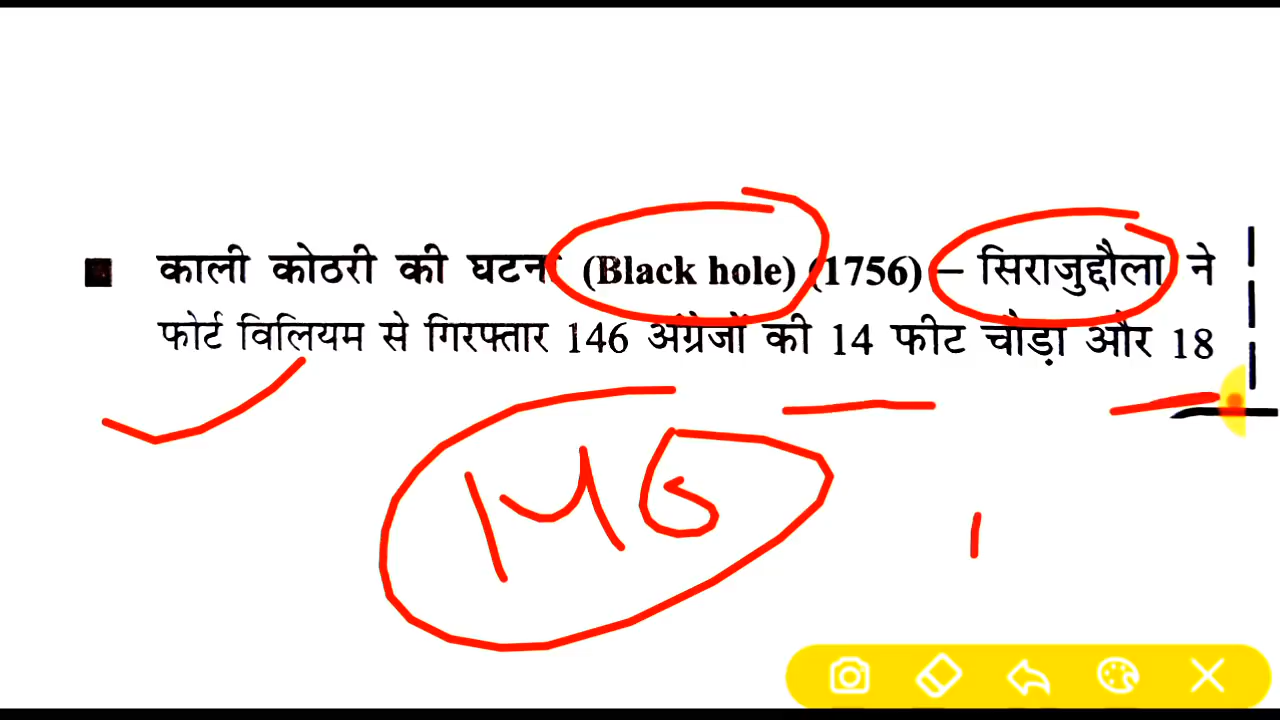 ■ काली कोठरी की घटना (Black hole) (1756) – सिराजुद्दौला ने
फोर्ट विलियम से गिरफ्तार 146 अंग्रेजों की 14 फीट चौड़ा और 18
146